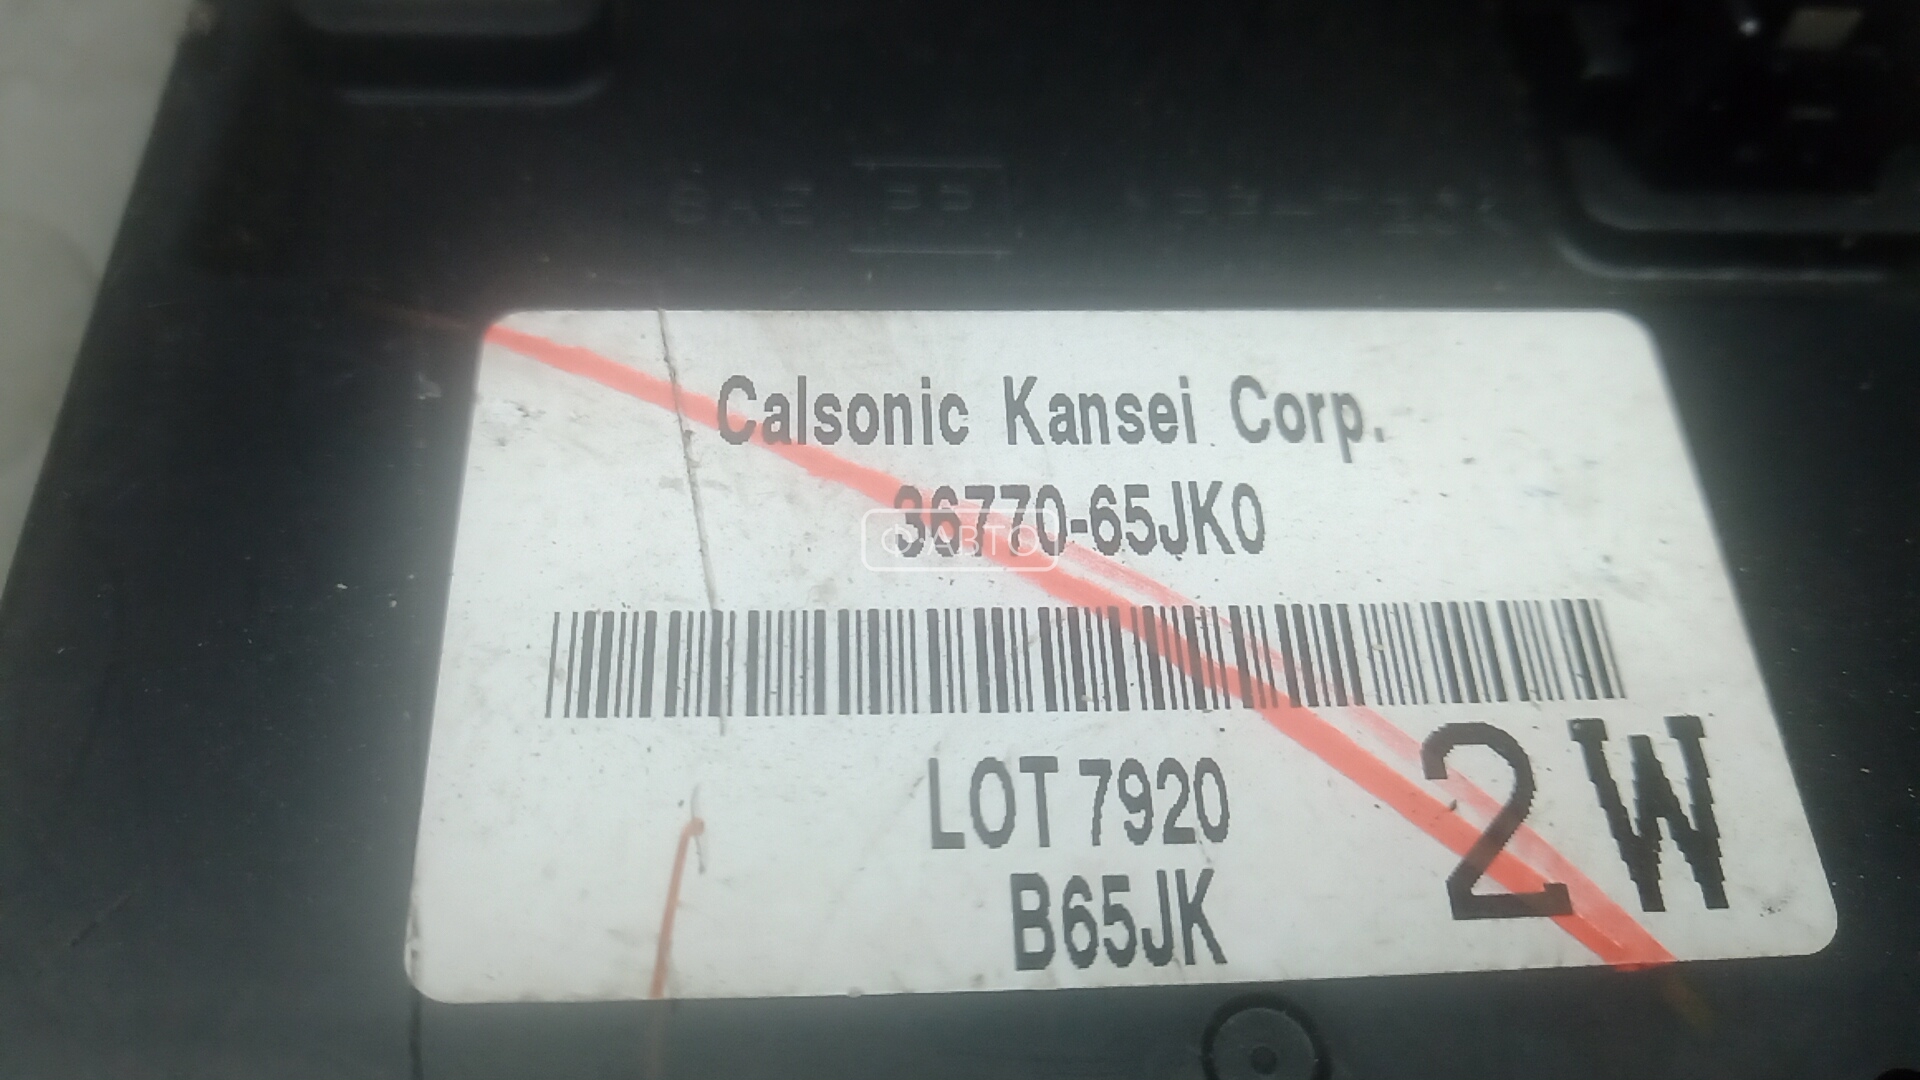 Calsonic Kansei Corp.
36770-65JK0
ФАВТО
LOT 7920
2W
B65JK